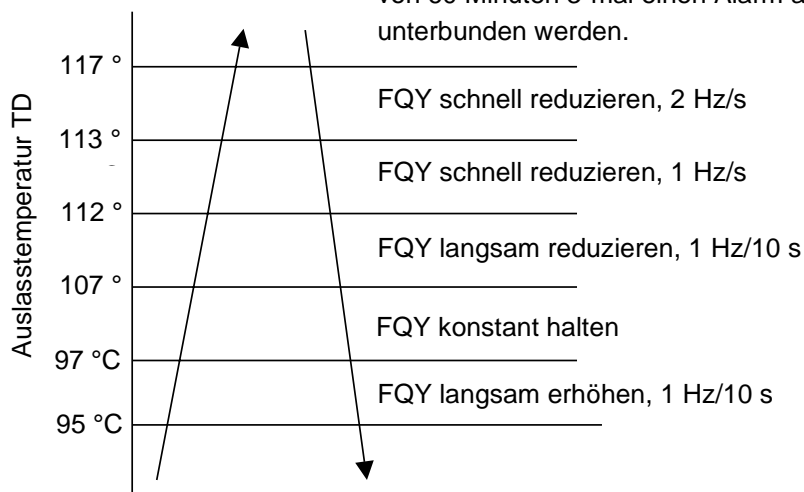 unterbunden werden.
117 °
FQY schnell reduzieren, 2 Hz/s
113 °
FQY schnell reduzieren, 1 Hz/s
112 °
FQY langsam reduzieren, 1 Hz/10 s
107 °
FQY konstant halten
97 °C
FQY langsam erhöhen, 1 Hz/10 s
95 °C
Auslasstemperatur TD